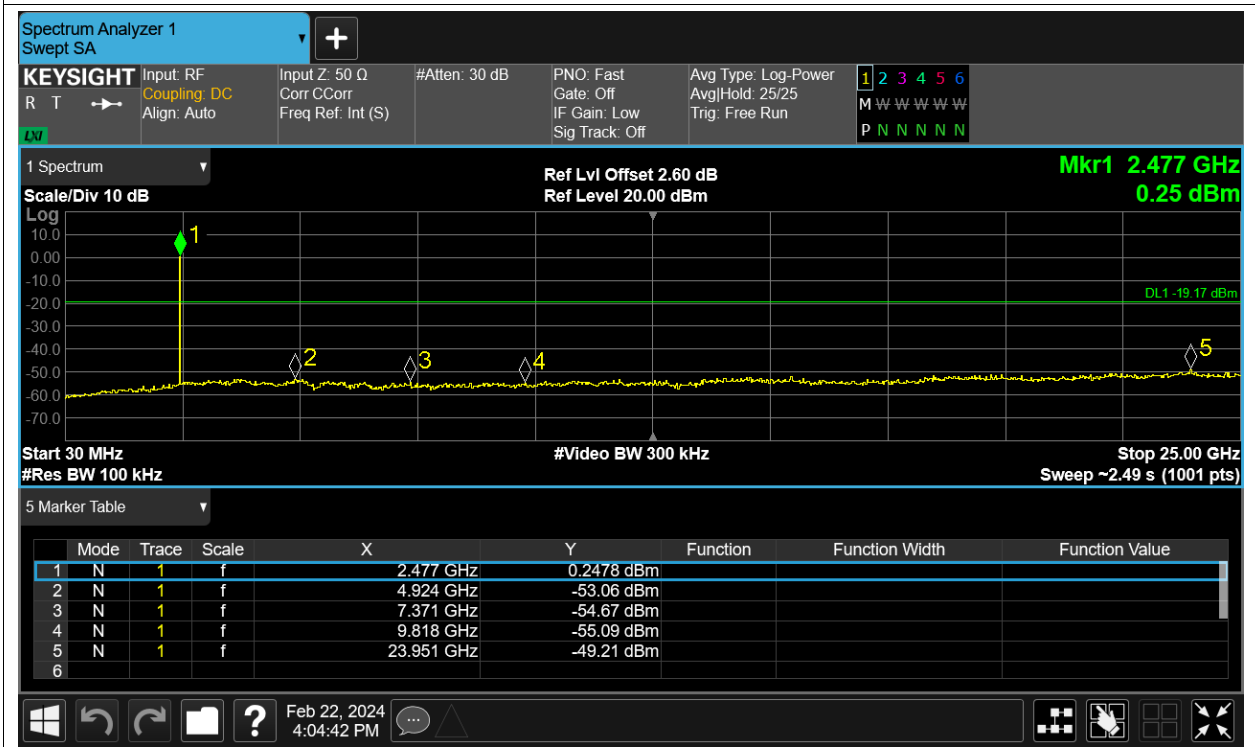 Spectrum Analyzer 1
Swept SA
+
KEYSIGHT
R T
LXI
Input: RF
Coupling: DC
Align: Auto
Input Z: 50 Ω
Corr CCorr
Freq Ref: Int (S)
#Atten: 30 dB
PNO: Fast
Gate: Off
IF Gain: Low
Sig Track: Off
Avg Type: Log-Power
Avg|Hold: 25/25
Trig: Free Run
1 2 3 4 5 6
M W W W W W
P N N N N N
1 Spectrum
Scale/Div 10 dB
Ref Lvl Offset 2.60 dB
Ref Level 20.00 dBm
Mkr1 2.477 GHz
0.25 dBm
Log
10.0
0.00
-10.0
-20.0
-30.0
-40.0
-50.0
-60.0
-70.0
1
2
3
4
5
DL1 -19.17 dBm
Start 30 MHz
#Res BW 100 kHz
#Video BW 300 kHz
Stop 25.00 GHz
Sweep ~2.49 s (1001 pts)
5 Marker Table
Mode Trace Scale X Y Function Function Width Function Value
1 N 1 f 2.477 GHz 0.2478 dBm
2 N 1 f 4.924 GHz -53.06 dBm
3 N 1 f 7.371 GHz -54.67 dBm
4 N 1 f 9.818 GHz -55.09 dBm
5 N 1 f 23.951 GHz -49.21 dBm
6
?
Feb 22, 2024
4:04:42 PM